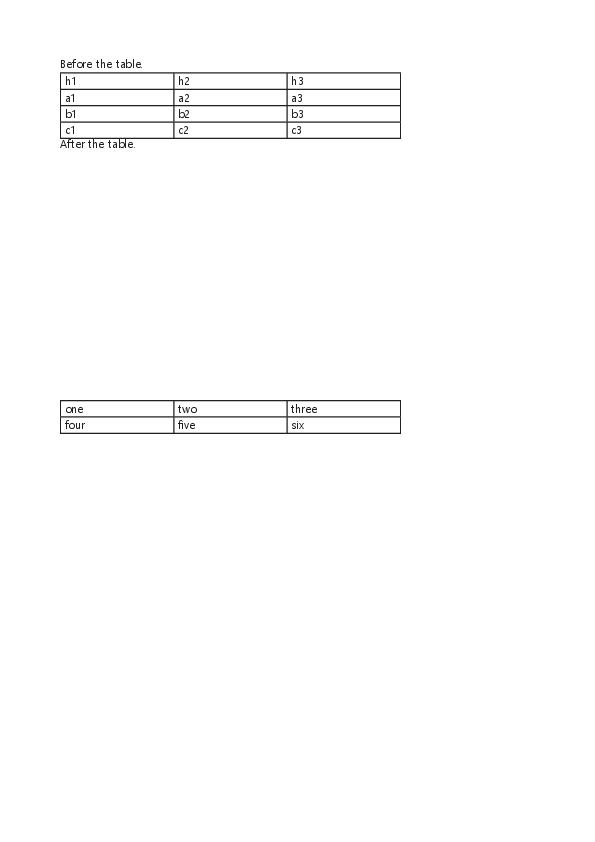 Before the table.
h1 h2 h3
a1 a2 a3
b1 b2 b3
c1 c2 c3
After the table.
one two three
four five six